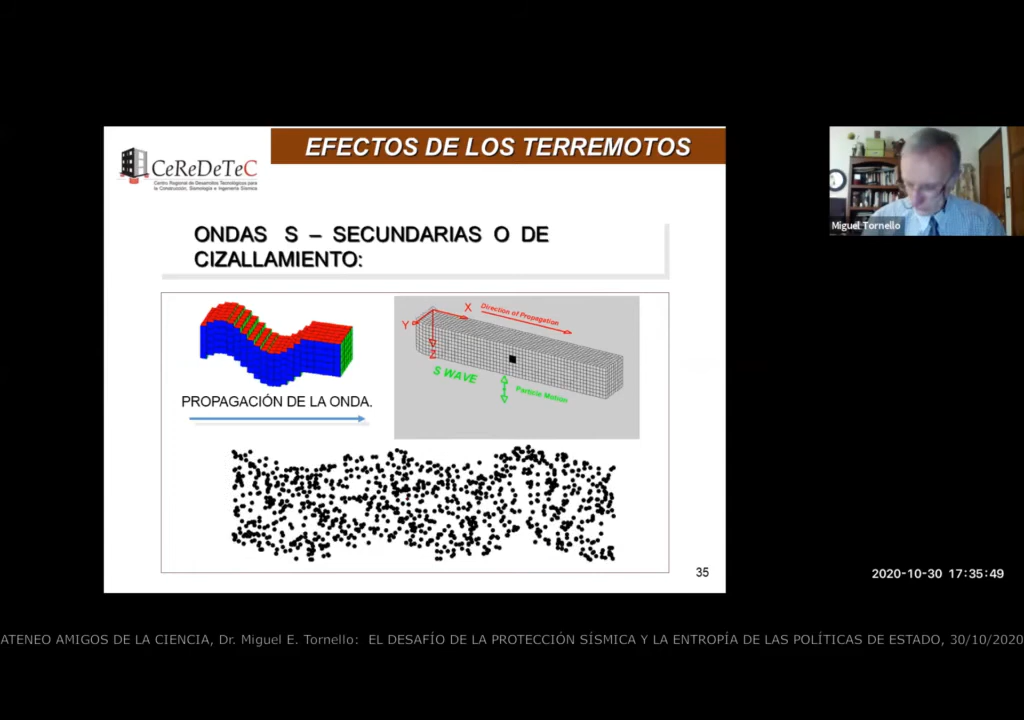 EFECTOS DE LOS TERREMOTOS
CeReDeTeC
Centro Regional de Desarrollos Tecnológicos para
la Construcción, Sismología e Ingeniería Sísmica
ONDAS S – SECUNDARIAS O DE
CIZALLAMIENTO:
X
Direction of Propagation
Y
Z
S WAVE
Particle Motion
PROPAGACIÓN DE LA ONDA.
35
Miguel Tornello
2020-10-30 17:35:49
ATENEO AMIGOS DE LA CIENCIA, Dr. Miguel E. Tornello: EL DESAFÍO DE LA PROTECCIÓN SÍSMICA Y LA ENTROPÍA DE LAS POLÍTICAS DE ESTADO, 30/10/2020